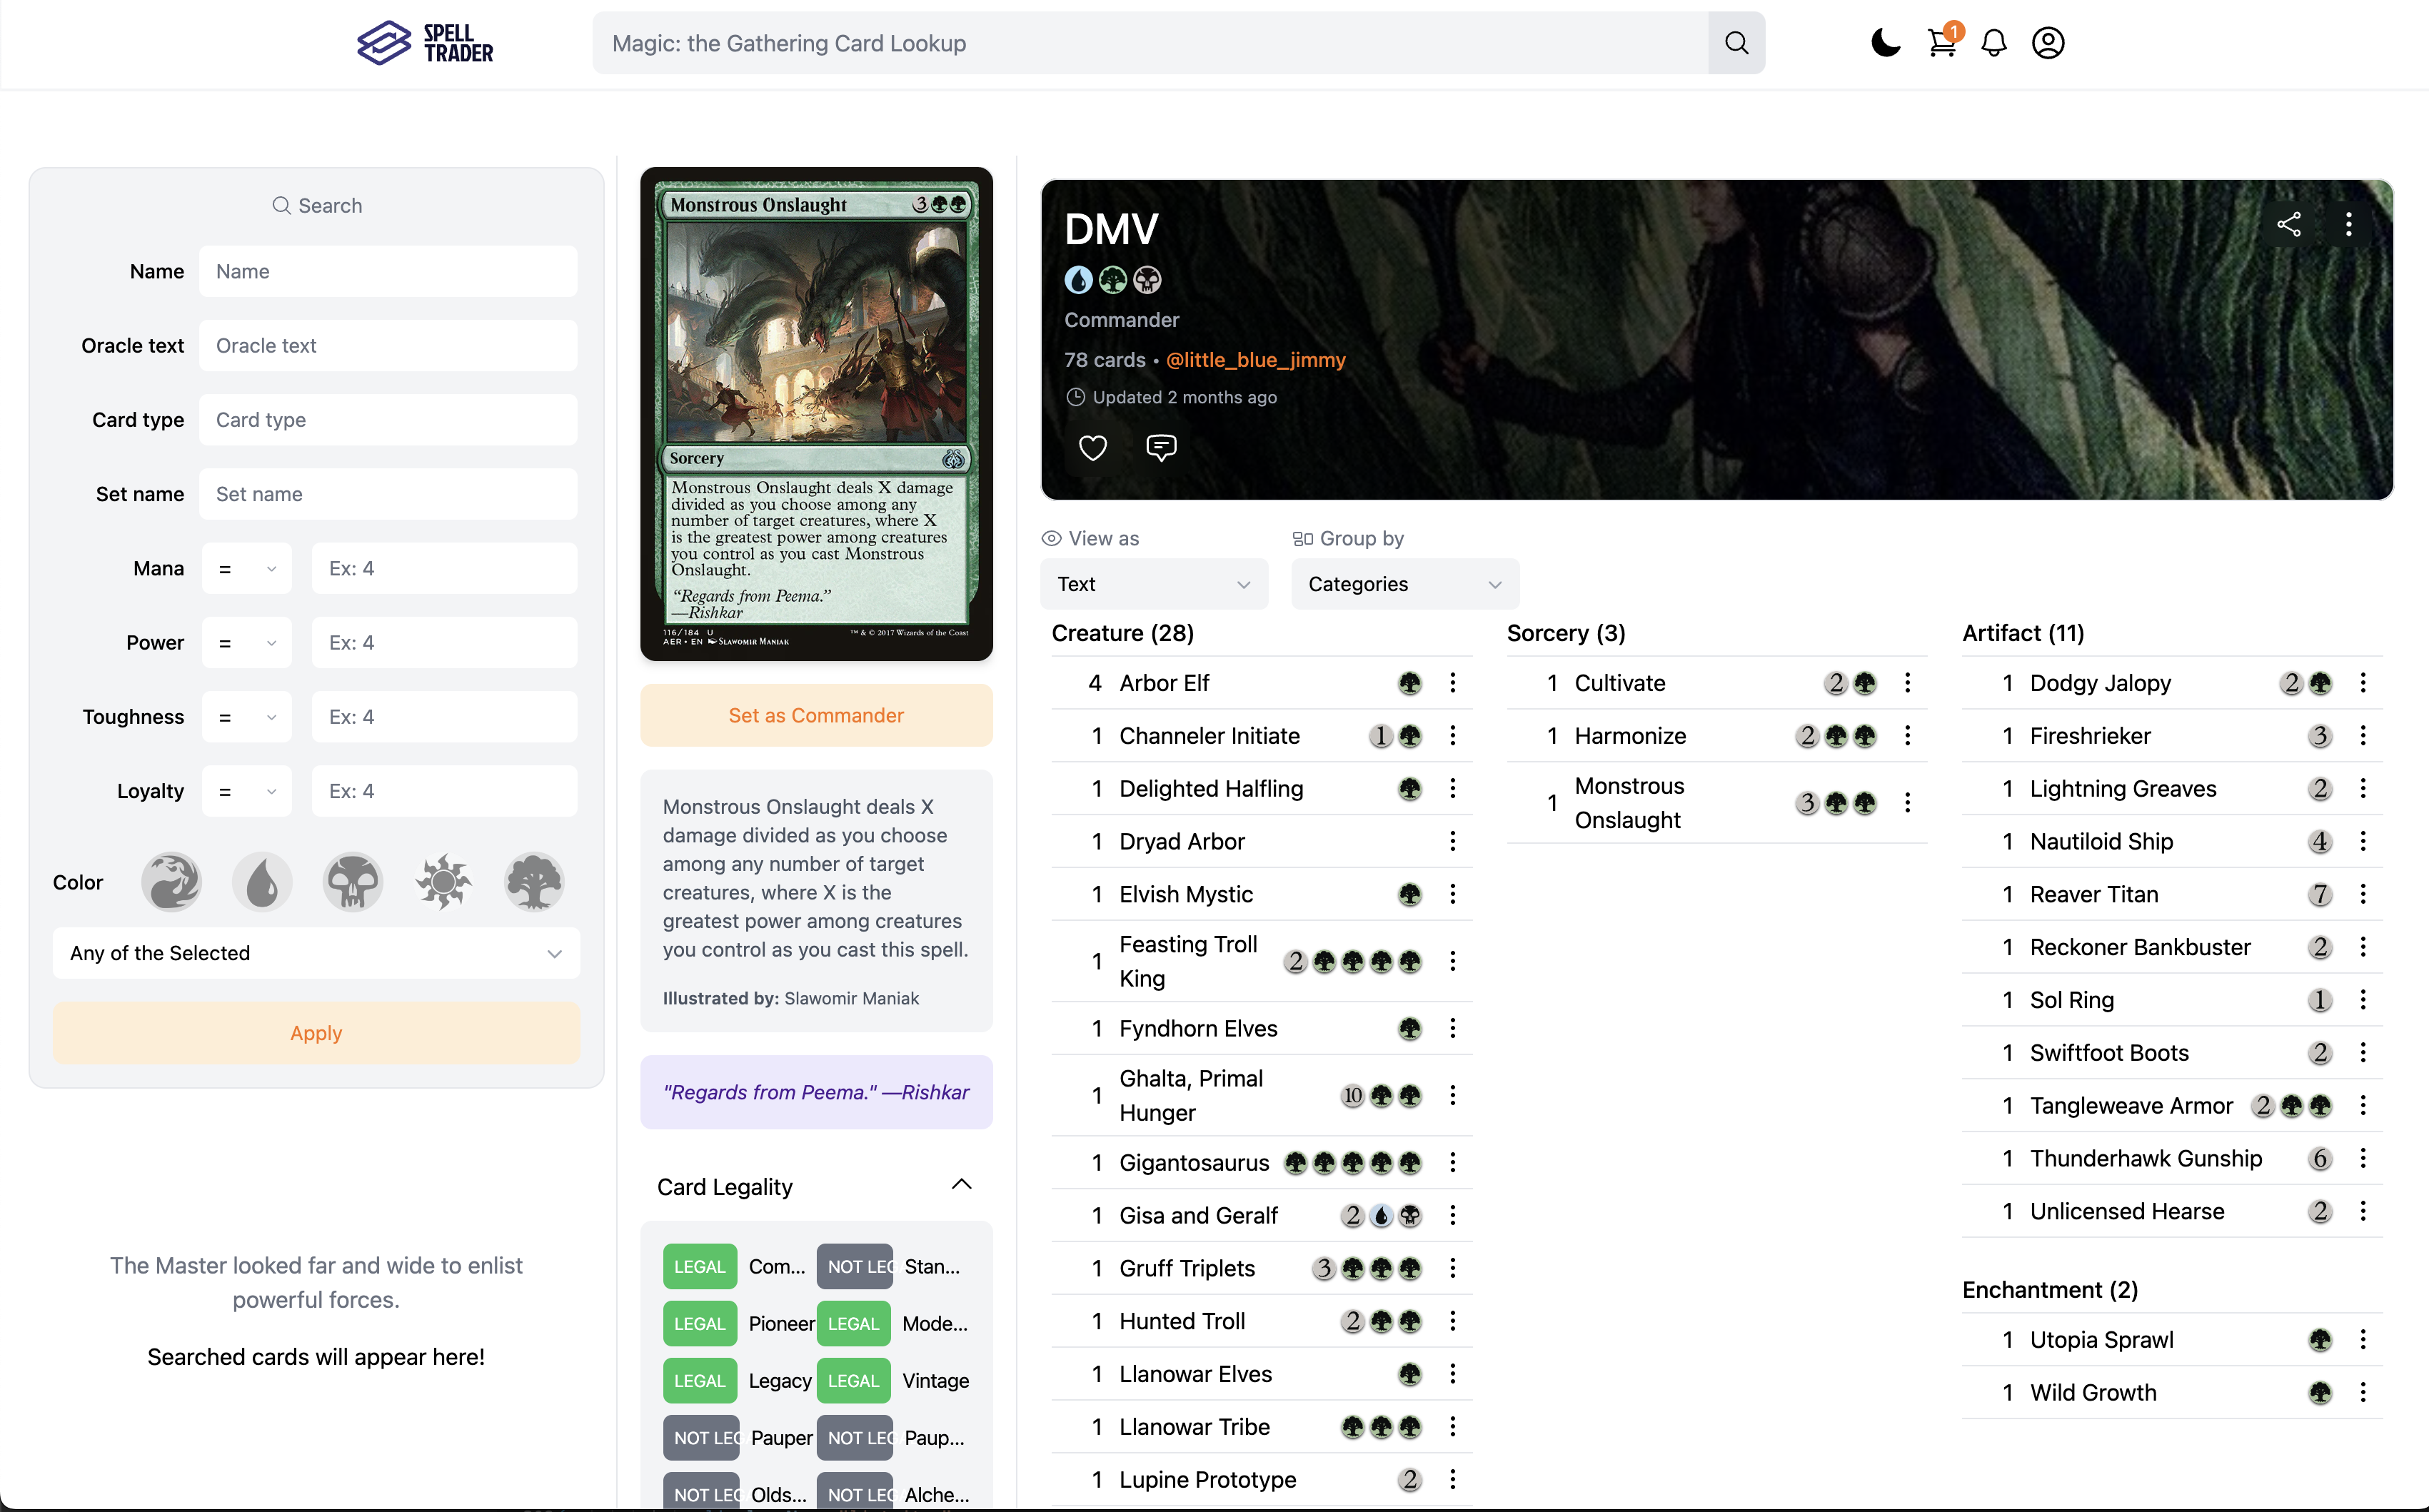 SPELL
TRADER
Magic: the Gathering Card Lookup
1
Search
Name
Name
Oracle text
Oracle text
Card type
Card type
Set name
Set name
Mana
=
Ex: 4
Power
=
Ex: 4
Toughness
=
Ex: 4
Loyalty
=
Ex: 4
Color
Any of the Selected
Apply
The Master looked far and wide to enlist
powerful forces.
Searched cards will appear here!
Monstrous Onslaught 3
Sorcery
Monstrous Onslaught deals X damage
divided as you choose among any
number of target creatures, where X
is the greatest power among creatures
you control as you cast Monstrous
Onslaught.
“Regards from Peema.”
—Rishkar
116/184 U
AER • EN Slawomir Maniak
™ & © 2017 Wizards of the Coast
Set as Commander
Monstrous Onslaught deals X
damage divided as you choose
among any number of target
creatures, where X is the
greatest power among creatures
you control as you cast this spell.
Illustrated by: Slawomir Maniak
"Regards from Peema." —Rishkar
Card Legality
LEGAL Com... NOT LEG Stan...
LEGAL Pioneer LEGAL Mode...
LEGAL Legacy LEGAL Vintage
NOT LEG Pauper NOT LEG Paup...
NOT LEG Olds... NOT LEG Alche...
DMV
Commander
78 cards • @little_blue_jimmy
Updated 2 months ago
View as
Text
Group by
Categories
Creature (28)
4 Arbor Elf
1 Channeler Initiate 1
1 Delighted Halfling
1 Dryad Arbor
1 Elvish Mystic
1 Feasting Troll
King 2
1 Fyndhorn Elves
1 Ghalta, Primal
Hunger 10
1 Gigantosaurus
1 Gisa and Geralf 2
1 Gruff Triplets 3
1 Hunted Troll 2
1 Llanowar Elves
1 Llanowar Tribe
1 Lupine Prototype 2
Sorcery (3)
1 Cultivate 2
1 Harmonize 2
1 Monstrous
Onslaught 3
Artifact (11)
1 Dodgy Jalopy 2
1 Fireshrieker 3
1 Lightning Greaves 2
1 Nautiloid Ship 4
1 Reaver Titan 7
1 Reckoner Bankbuster 2
1 Sol Ring 1
1 Swiftfoot Boots 2
1 Tangleweave Armor 2
1 Thunderhawk Gunship 6
1 Unlicensed Hearse 2
Enchantment (2)
1 Utopia Sprawl
1 Wild Growth